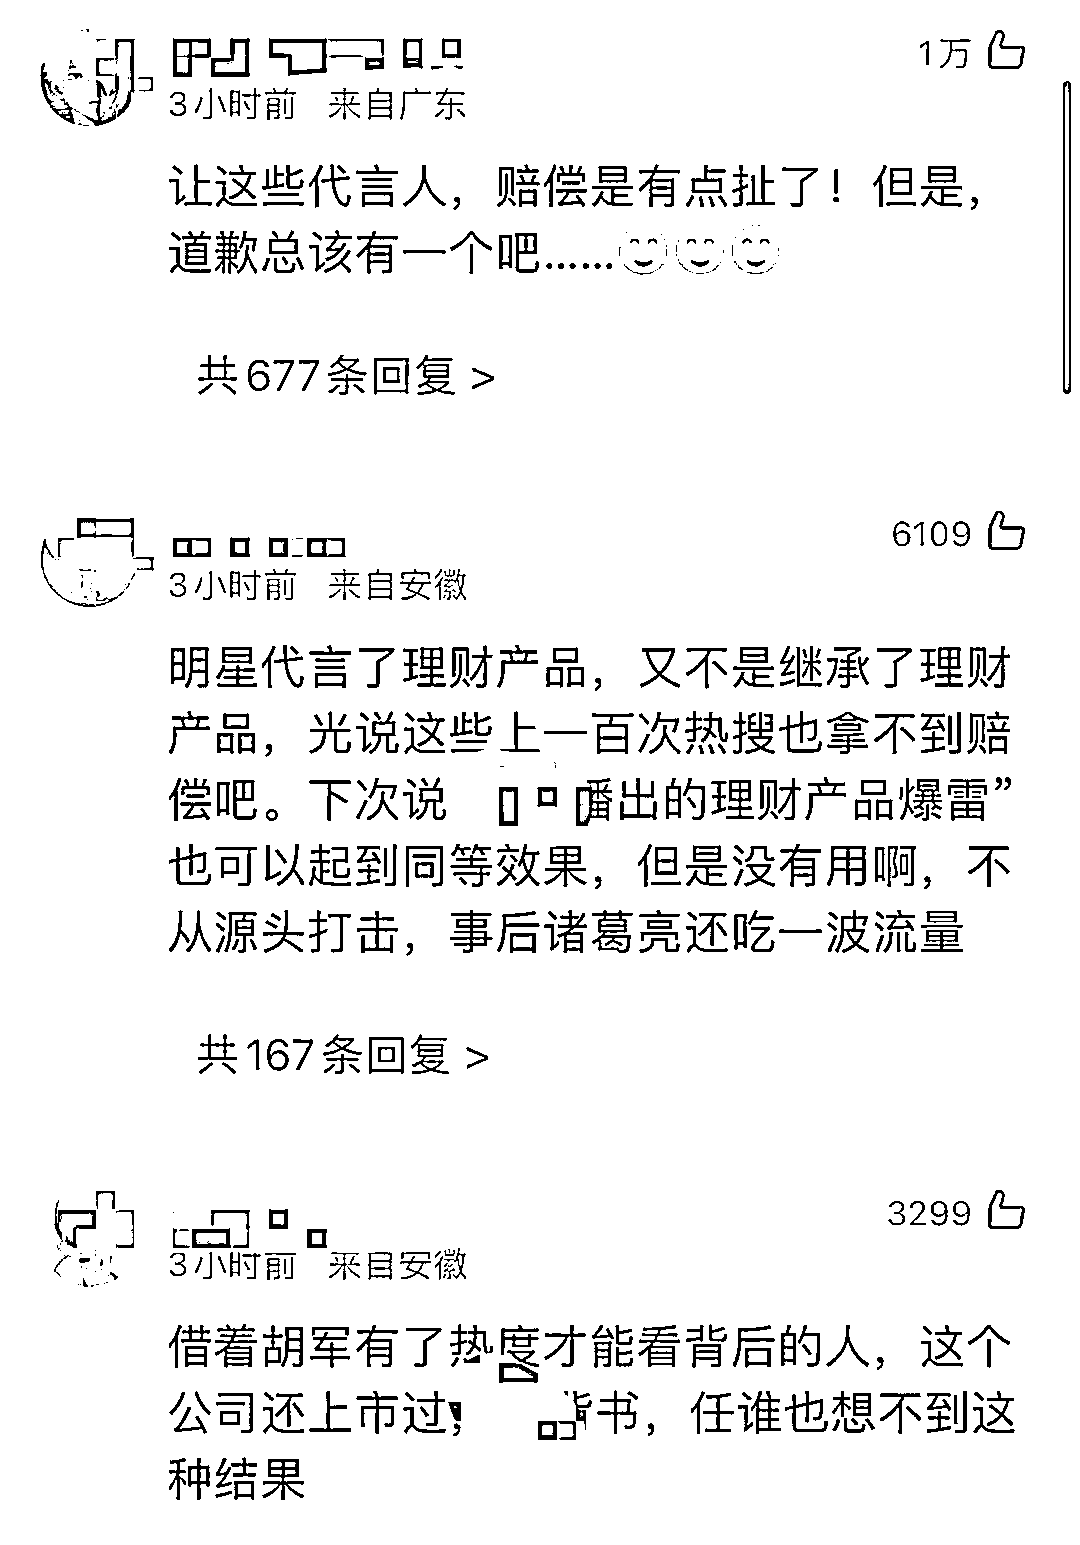 1万
3小时前 来自广东
让这些代言人，赔偿是有点扯了！但是，
道歉总该有一个吧……
共677条回复 >
6109
3小时前 来自安徽
明星代言了理财产品，又不是继承了理财
产品，光说这些上一百次热搜也拿不到赔
偿吧。下次说 播出的理财产品爆雷”
也可以起到同等效果，但是没有用啊，不
从源头打击，事后诸葛亮还吃一波流量
共167条回复 >
3299
3小时前 来自安徽
借着胡军有了热度才能看背后的人，这个
公司还上市过， 背书，任谁也想不到这
种结果